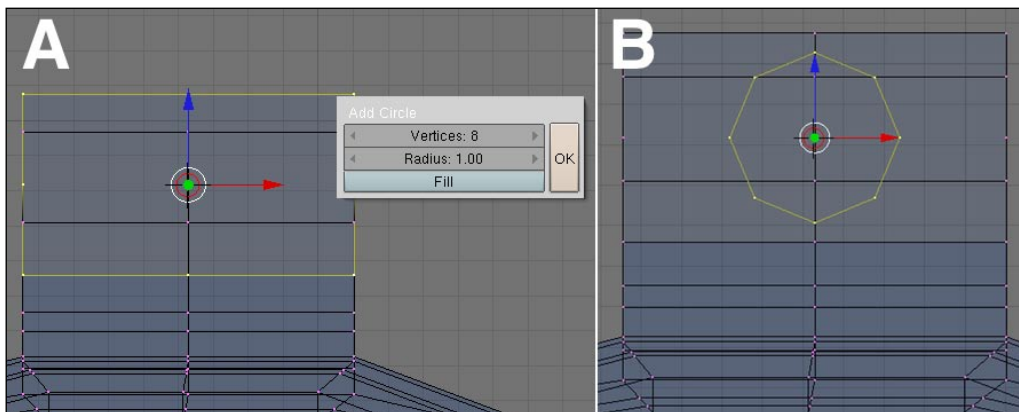 A
B
Add Circle
Vertices: 8
Radius: 1.00
OK
Fill